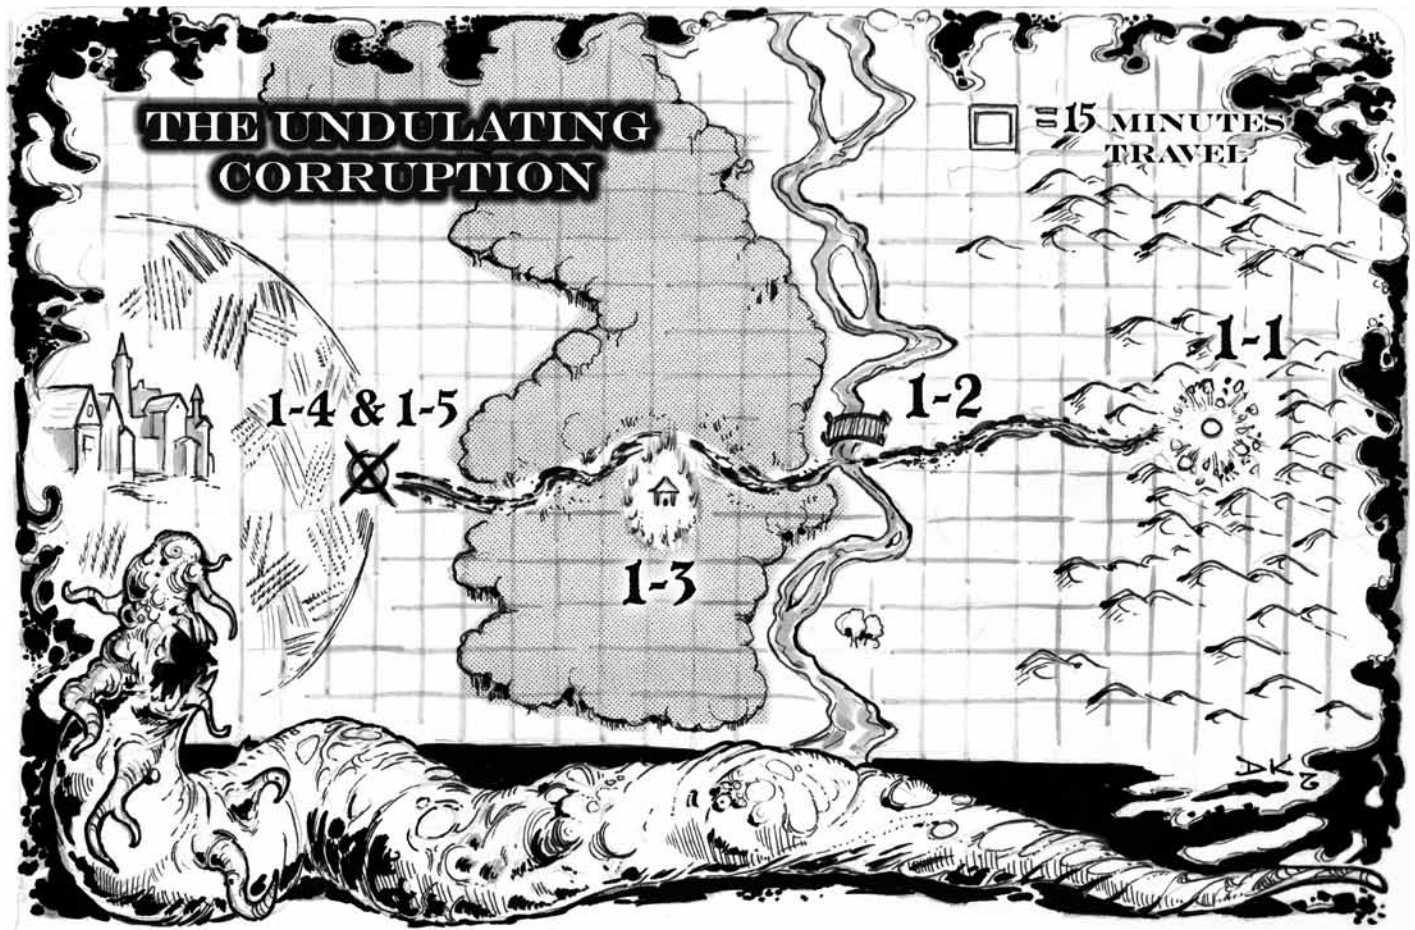 THE UNDULATING
CORRUPTION
=15 MINUTES
TRAVEL
1-1
1-4 & 1-5
1-2
1-3